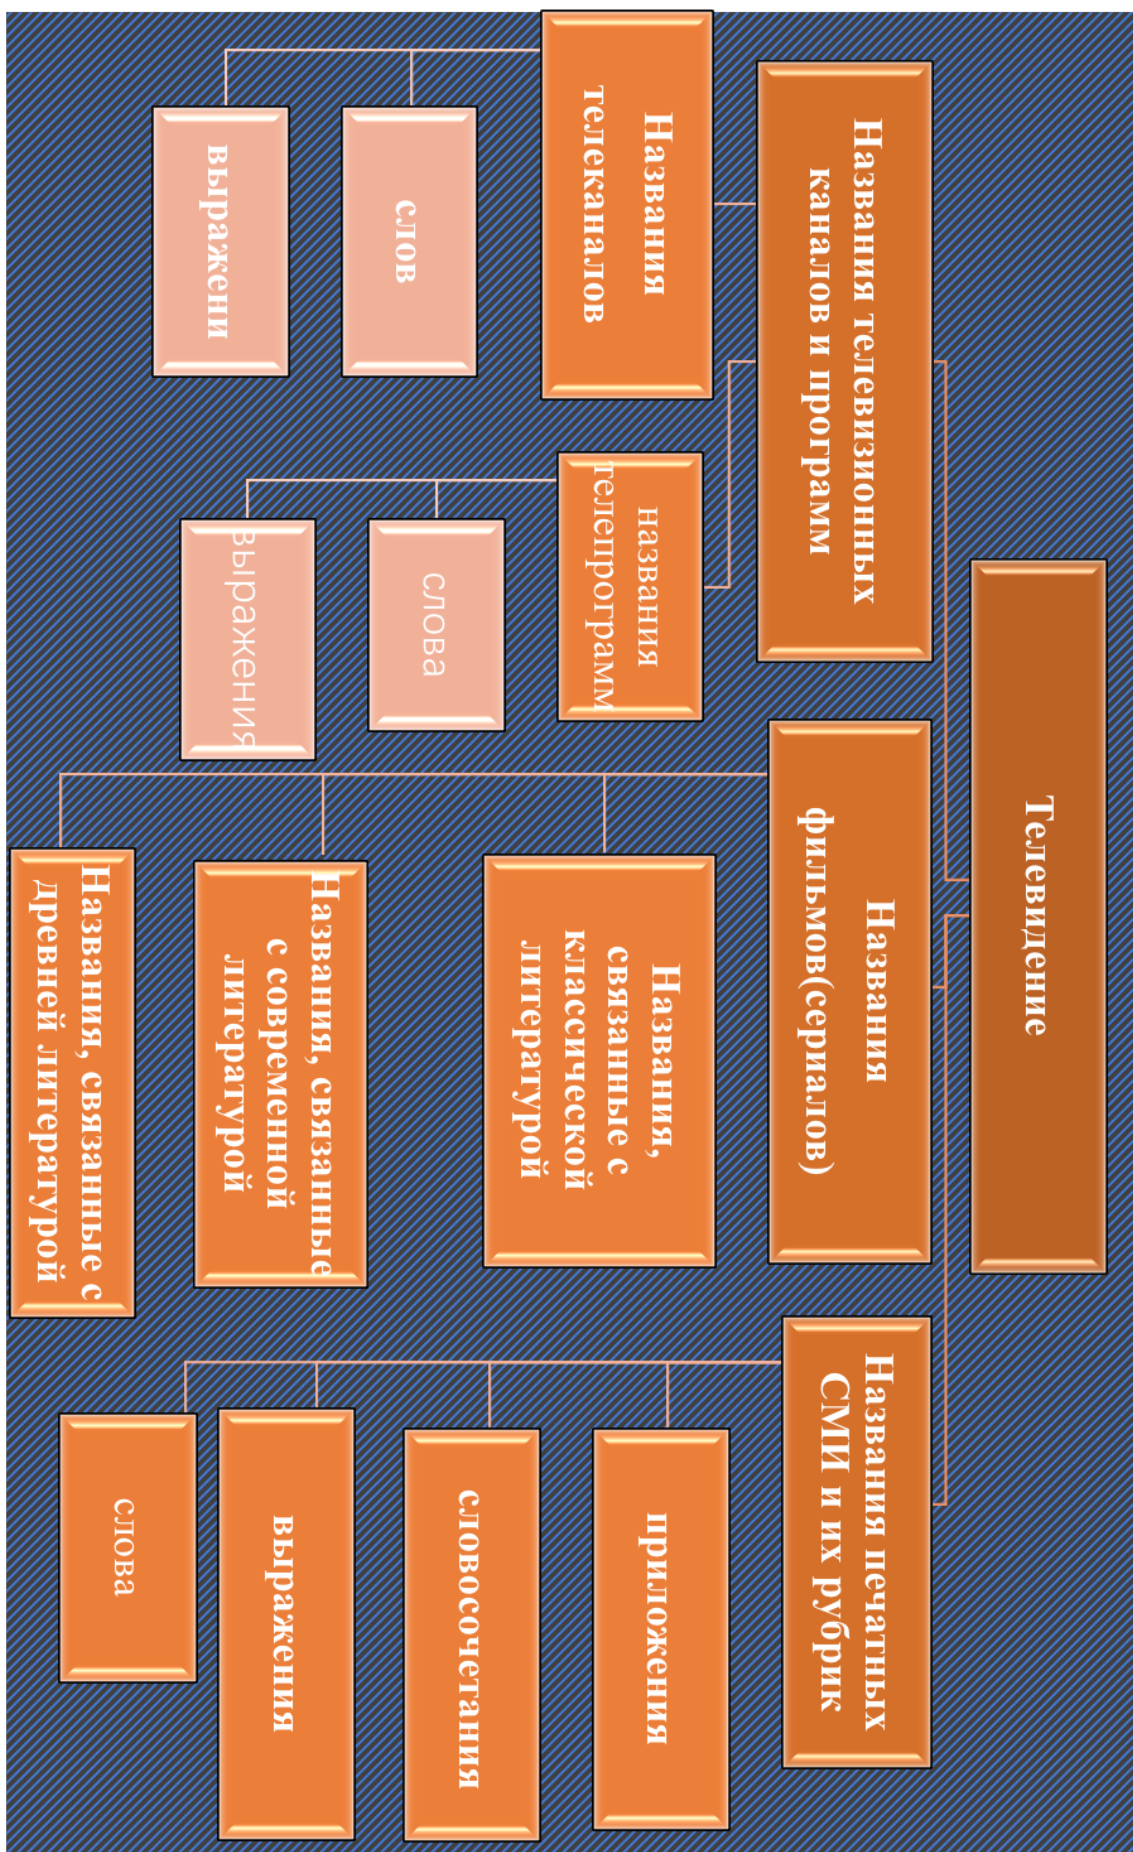 Телевидение
Названия телевизионных
каналов и программ
Названия
фильмов(сериалов)
Названия печатных
СМИ и их рубрик
Названия
телеканалов
слов
выражени
названия
телепрограмм
слова
выражения
Названия,
связанные с
классической
литературой
Названия, связанные
с современной
литературой
Названия, связанные с
древней литературой
приложения
словосочетания
выражения
слова